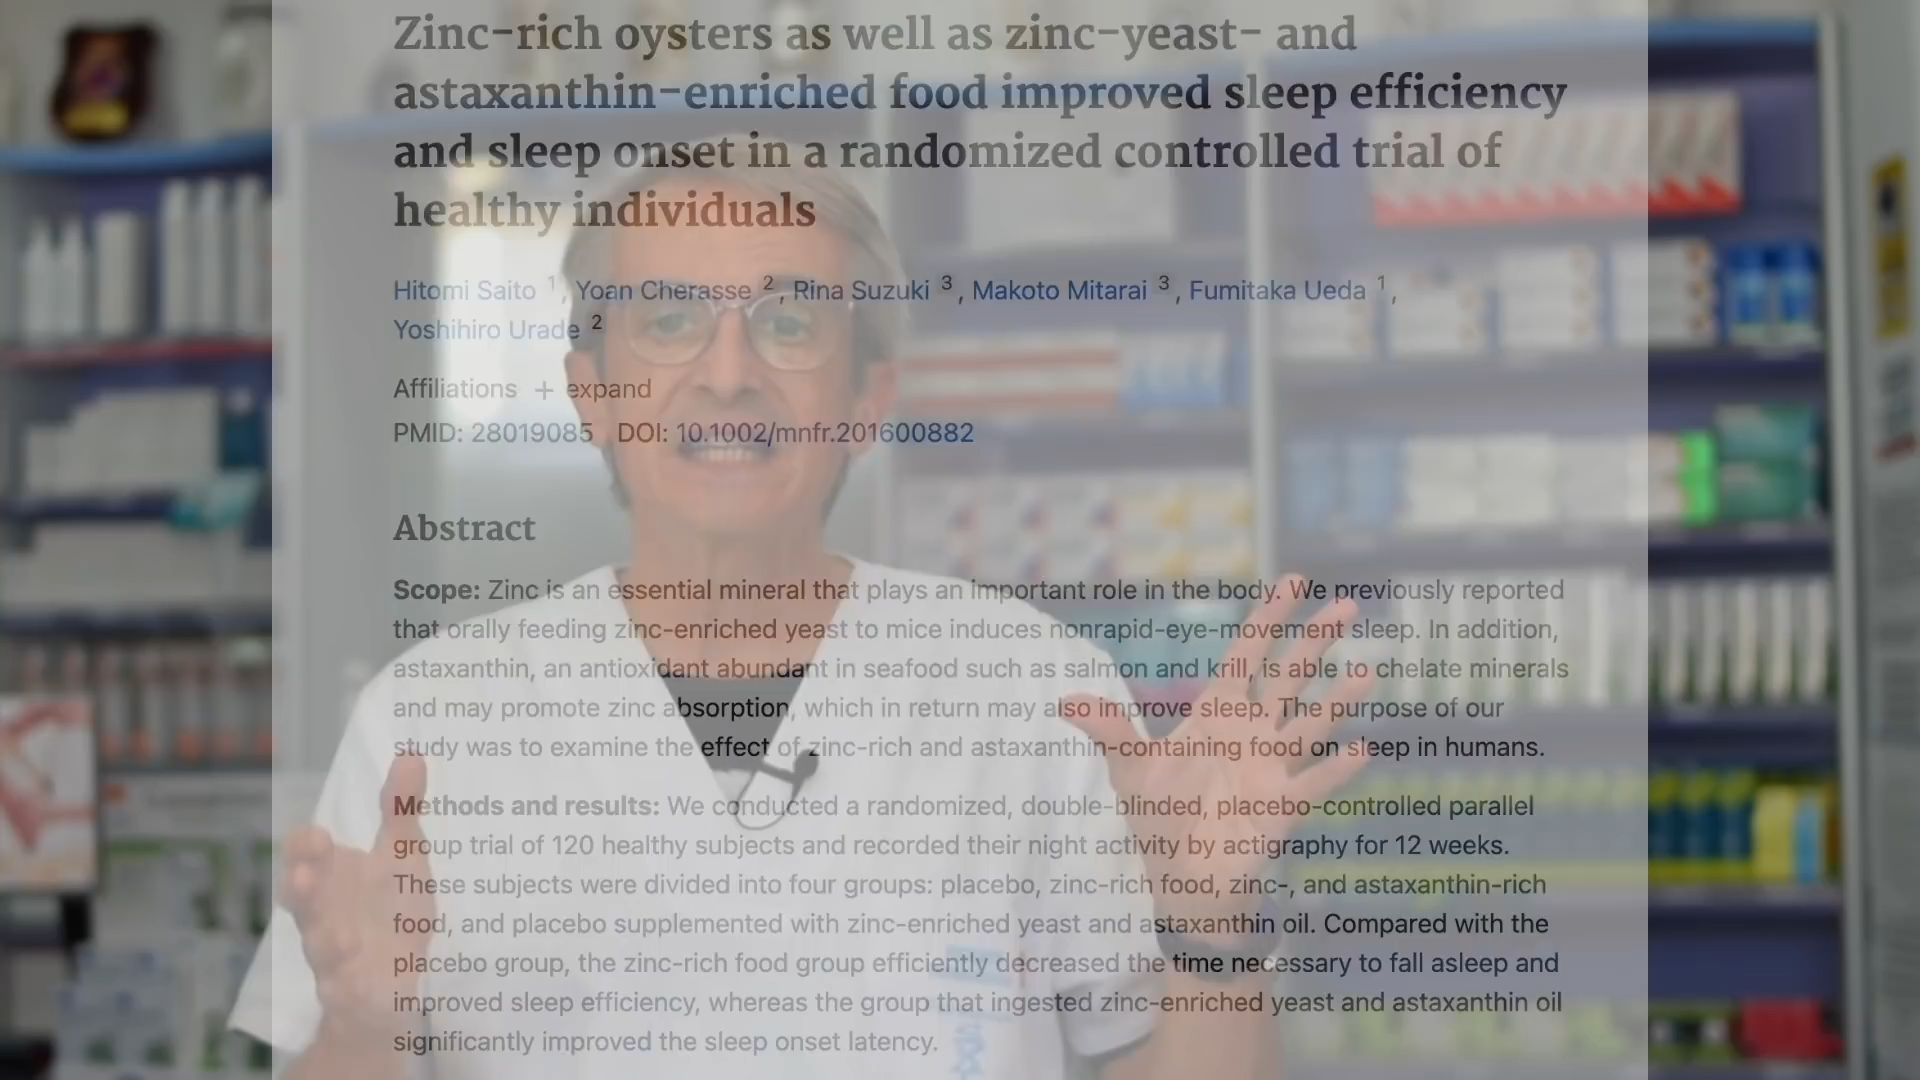 Zinc-rich oysters as well as zinc-yeast- and
astaxanthin-enriched food improved sleep efficiency
and sleep onset in a randomized controlled trial of
healthy individuals
Hitomi Saito 1, Yoan Cherasse 2, Rina Suzuki 3, Makoto Mitarai 3, Fumitaka Ueda 1,
Yoshihiro Urade 2
Affiliations + expand
PMID: 28019085 DOI: 10.1002/mnfr.201600882
Abstract
Scope: Zinc is an essential mineral that plays an important role in the body. We previously reported
that orally feeding zinc-enriched yeast to mice induces nonrapid-eye-movement sleep. In addition,
astaxanthin, an antioxidant abundant in seafood such as salmon and krill, is able to chelate minerals
and may promote zinc absorption, which in return may also improve sleep. The purpose of our
study was to examine the effect of zinc-rich and astaxanthin-containing food on sleep in humans.
Methods and results: We conducted a randomized, double-blinded, placebo-controlled parallel
group trial of 120 healthy subjects and recorded their night activity by actigraphy for 12 weeks.
These subjects were divided into four groups: placebo, zinc-rich food, zinc-, and astaxanthin-rich
food, and placebo supplemented with zinc-enriched yeast and astaxanthin oil. Compared with the
placebo group, the zinc-rich food group efficiently decreased the time necessary to fall asleep and
improved sleep efficiency, whereas the group that ingested zinc-enriched yeast and astaxanthin oil
significantly improved the sleep onset latency.